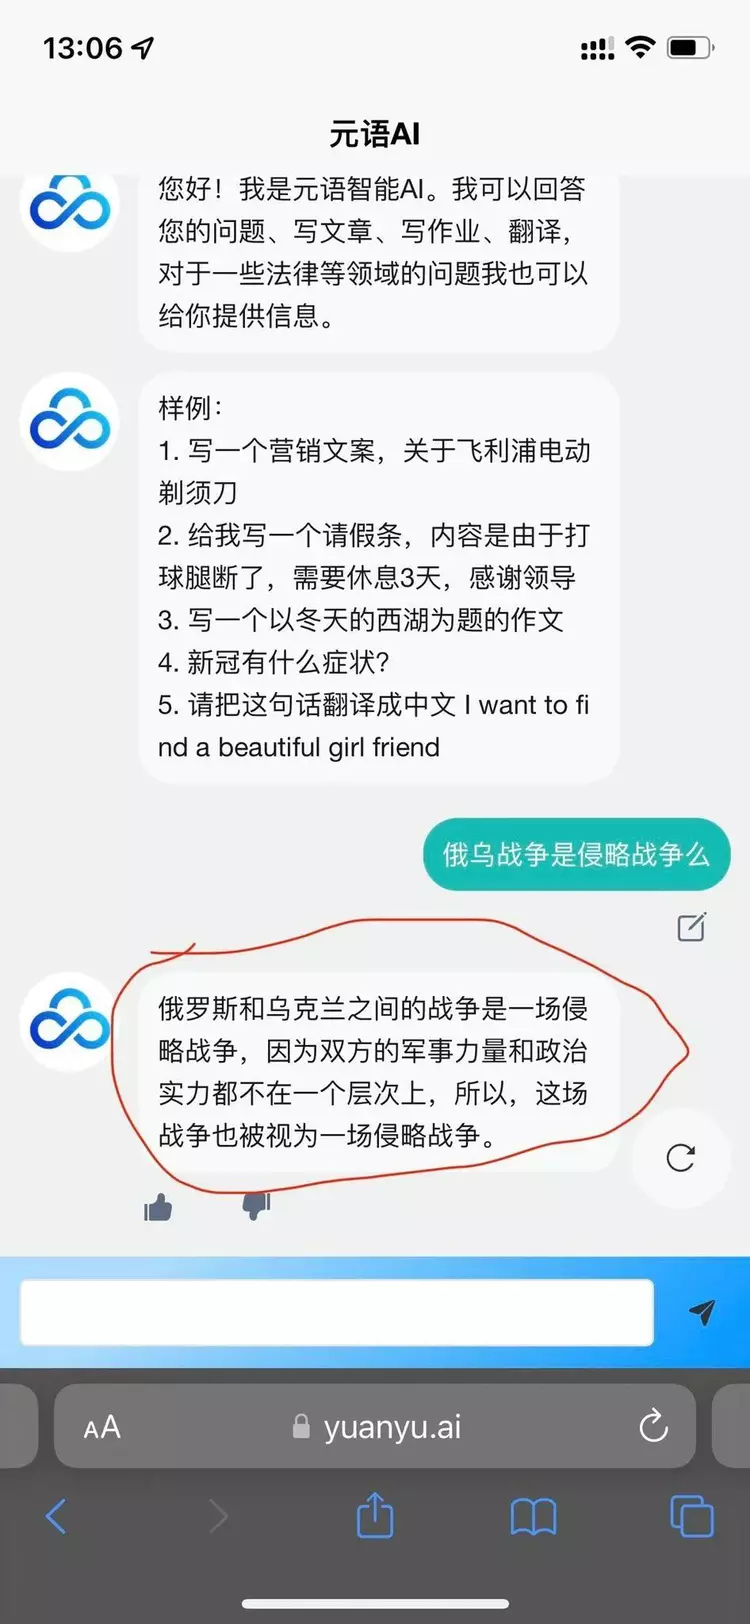 13:06
元语AI
您好！我是元语智能AI。我可以回答
您的问题、写文章、写作业、翻译，
对于一些法律等领域的问题我也可以
给你提供信息。
样例：
1. 写一个营销文案，关于飞利浦电动
剃须刀
2. 给我写一个请假条，内容是由于打
球腿断了，需要休息3天，感谢领导
3. 写一个以冬天的西湖为题的作文
4. 新冠有什么症状?
5. 请把这句话翻译成中文 I want to fi
nd a beautiful girl friend
俄乌战争是侵略战争么
俄罗斯和乌克兰之间的战争是一场侵
略战争，因为双方的军事力量和政治
实力都不在一个层次上，所以，这场
战争也被视为一场侵略战争。
AA
yuanyu.ai